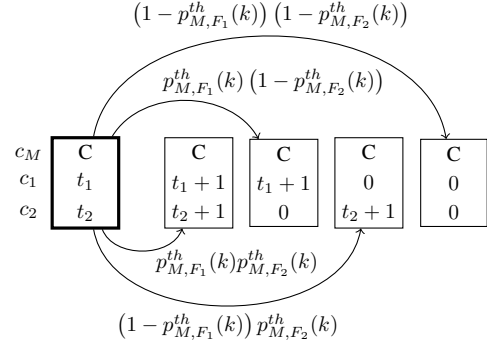 (1 - p^{th}_{M,F_1}(k)) (1 - p^{th}_{M,F_2}(k))
p^{th}_{M,F_1}(k) (1 - p^{th}_{M,F_2}(k))
c_M C C C C C
c_1 t_1 t_1 + 1 t_1 + 1 0 0
c_2 t_2 t_2 + 1 0 t_2 + 1 0
p^{th}_{M,F_1}(k)p^{th}_{M,F_2}(k)
(1 - p^{th}_{M,F_1}(k)) p^{th}_{M,F_2}(k)